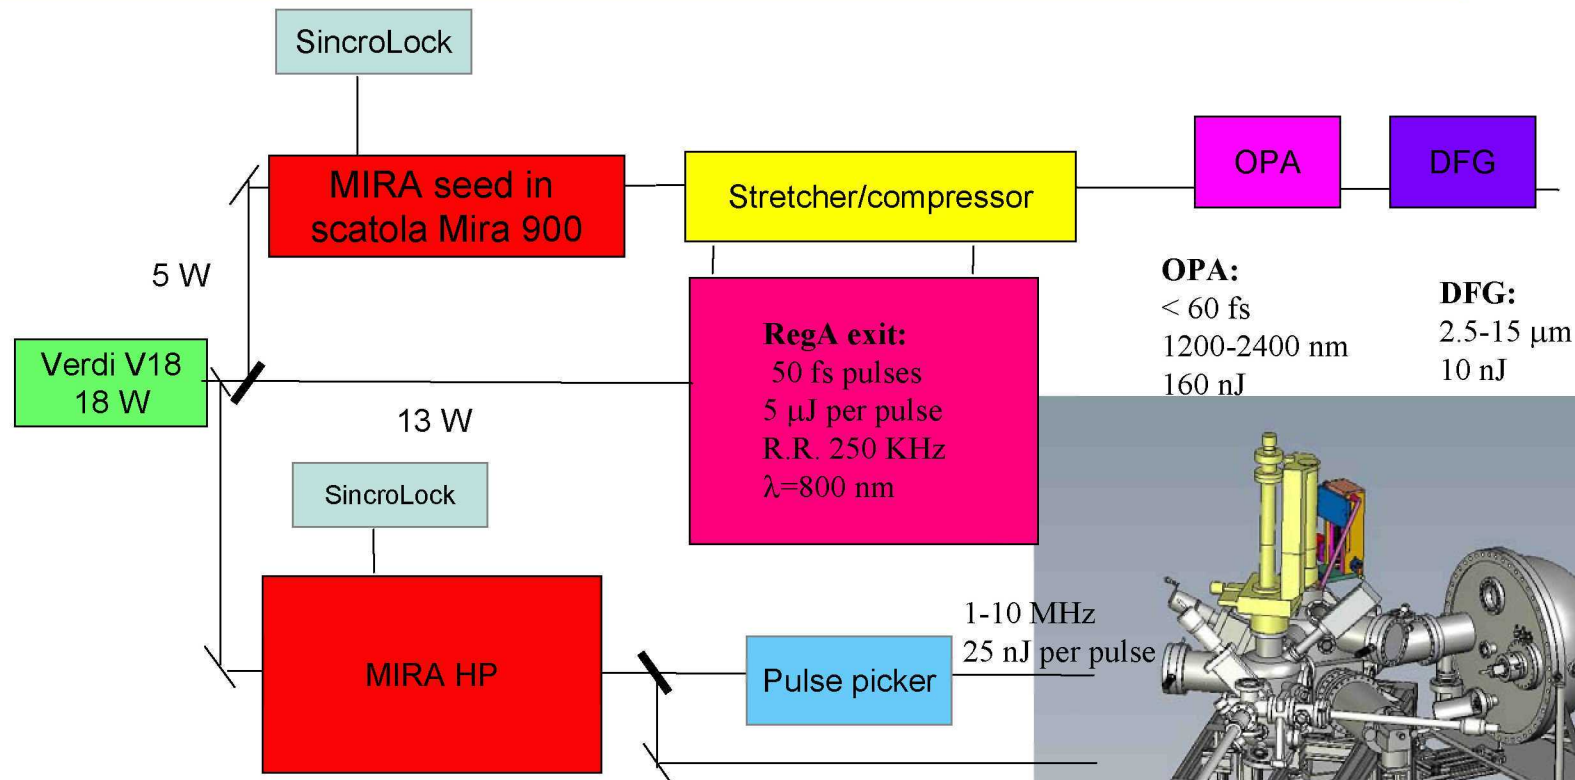 SincroLock
MIRA seed in
scatola Mira 900
Stretcher/compressor
OPA
DFG
5 W
Verdi V18
18 W
13 W
RegA exit:
50 fs pulses
5 μJ per pulse
R.R. 250 KHz
λ=800 nm
OPA:
< 60 fs
1200-2400 nm
160 nJ
DFG:
2.5-15 μm
10 nJ
SincroLock
MIRA HP
Pulse picker
1-10 MHz
25 nJ per pulse